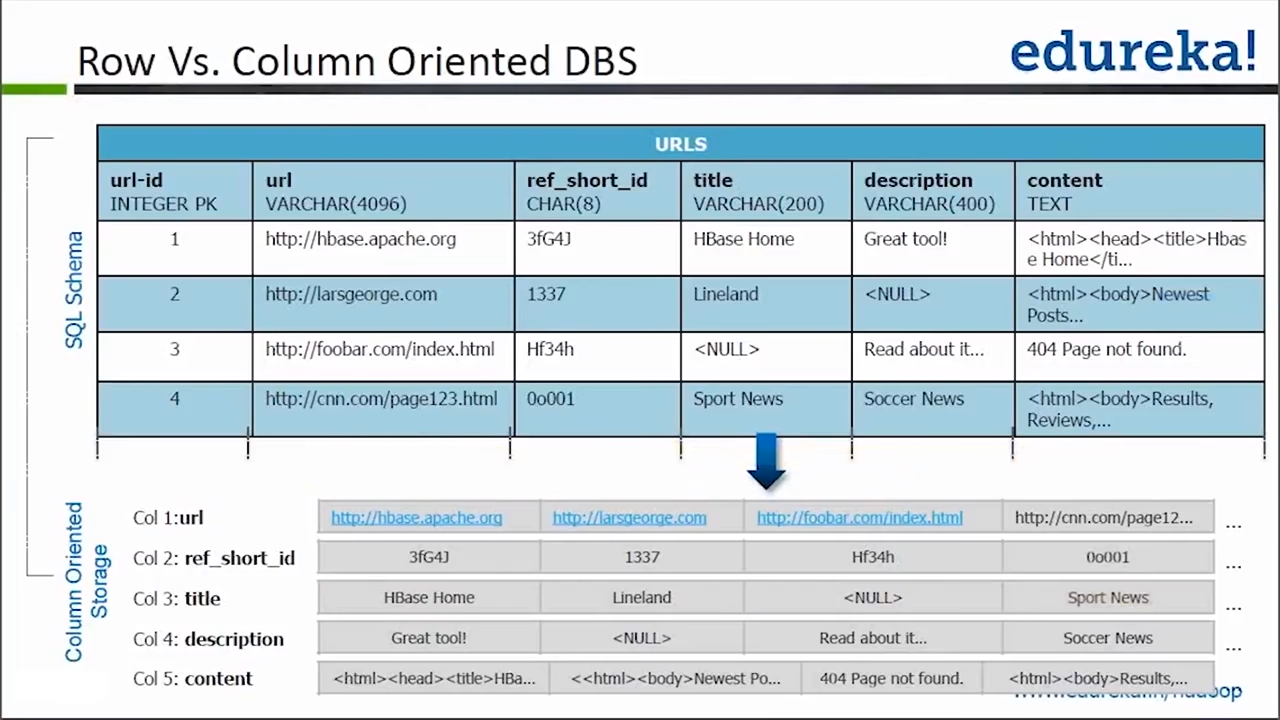 Row Vs. Column Oriented DBS
edureka!
SQL Schema
URLS
url-id url ref_short_id title description content
INTEGER PK VARCHAR(4096) CHAR(8) VARCHAR(200) VARCHAR(400) TEXT
1 http://hbase.apache.org 3fG4J HBase Home Great tool! <html><head><title>Hbas
e Home</ti...
2 http://larsgeorge.com 1337 Lineland <NULL> <html><body>Newest
Posts...
3 http://foobar.com/index.html Hf34h <NULL> Read about it... 404 Page not found.
4 http://cnn.com/page123.html 0o001 Sport News Soccer News <html><body>Results,
Reviews,...
Column Oriented
Storage
Col 1:url http://hbase.apache.org http://larsgeorge.com http://foobar.com/index.html http://cnn.com/page12... ...
Col 2: ref_short_id 3fG4J 1337 Hf34h 0o001 ...
Col 3: title HBase Home Lineland <NULL> Sport News ...
Col 4: description Great tool! <NULL> Read about it... Soccer News ...
Col 5: content <html><head><title>HBa... <<html><body>Newest Po... 404 Page not found. <html><body>Results,...